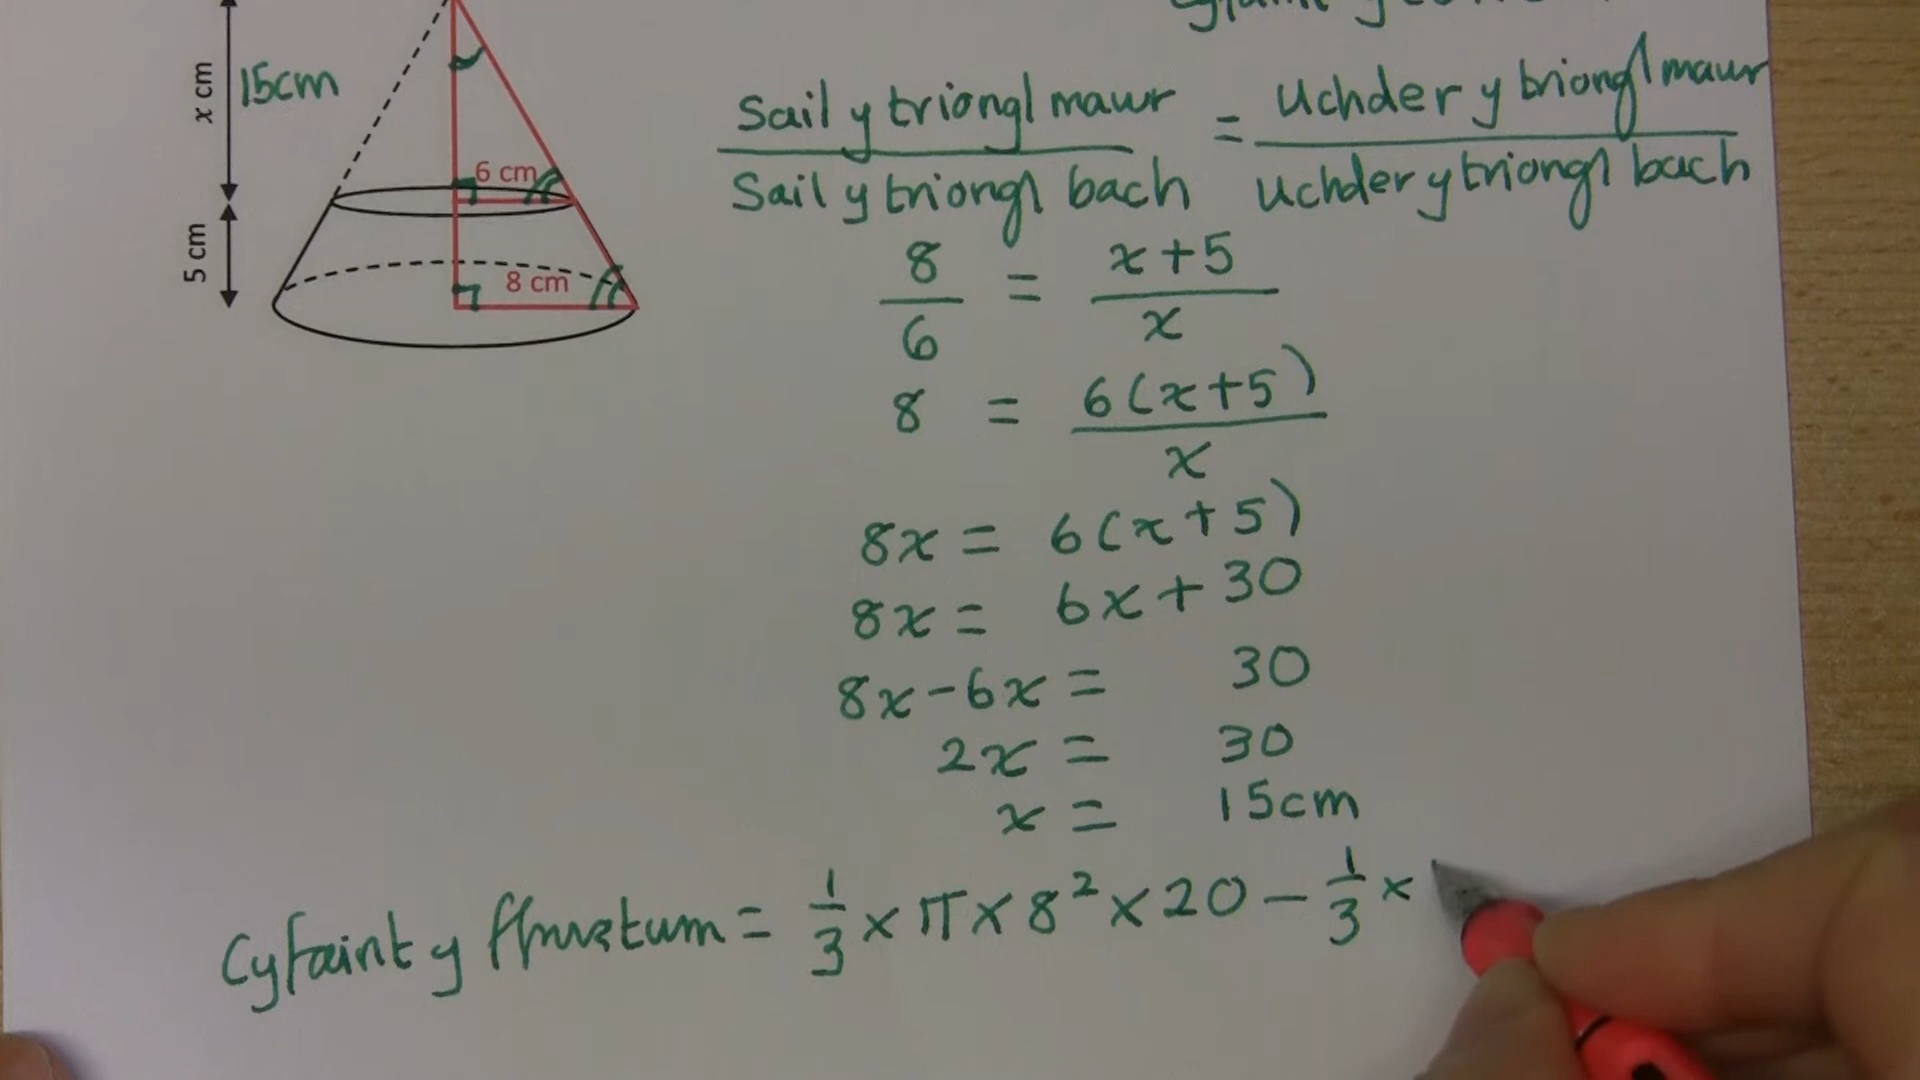 x cm
15cm
6 cm
5 cm
8 cm
Sail y triongl mawr = Uchder y triongl mawr
Sail y triongl bach Uchder y triongl bach
8 = x+5
6 x
8 = 6(x+5)
x
8x = 6(x+5)
8x = 6x+30
8x-6x = 30
2x = 30
x = 15cm
Cyfaint y ffrwstwm = 1/3 × π × 8² × 20 - 1/3 ×